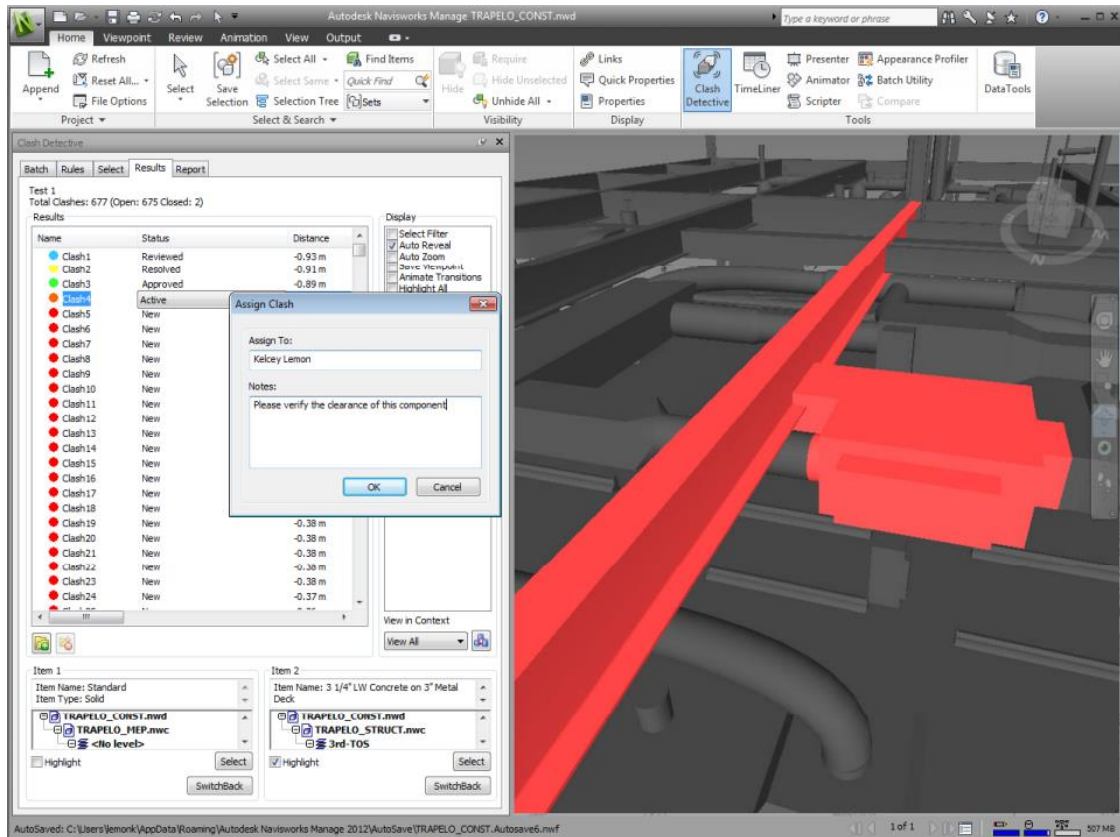 Autodesk Navisworks Manage TRAPELO_CONST.nwd
Type a keyword or phrase
Home Viewpoint Review Animation View Output
Append
Refresh
Reset All...
File Options
Project
Select
Save Selection
Select All
Select Same
Selection Tree
Find Items
Quick Find
Sets
Select & Search
Hide
Require
Hide Unselected
Unhide All
Visibility
Links
Quick Properties
Properties
Display
Clash Detective
TimeLiner
Presenter
Animator
Scripter
Appearance Profiler
Batch Utility
Compare
Tools
DataTools
Clash Detective
Batch Rules Select Results Report
Test 1
Total Clashes: 677 (Open: 675 Closed: 2)
Results
Name Status Distance
Clash1 Reviewed -0.93 m
Clash2 Resolved -0.91 m
Clash3 Approved -0.89 m
Clash4 Active
Clash5 New
Clash6 New
Clash7 New
Clash8 New
Clash9 New
Clash10 New
Clash11 New
Clash12 New
Clash13 New
Clash14 New
Clash15 New
Clash16 New
Clash17 New
Clash18 New
Clash19 New -0.38 m
Clash20 New -0.38 m
Clash21 New -0.38 m
Clash22 New -0.38 m
Clash23 New -0.38 m
Clash24 New -0.37 m
Display
Select Filter
Auto Reveal
Auto Zoom
Save Viewpoint
Animate Transitions
Highlight All
Assign Clash
Assign To:
Kelcey Lemon
Notes:
Please verify the clearance of this component
OK Cancel
View in Context
View All
Item 1
Item Name: Standard
Item Type: Solid
TRAPELO_CONST.nwd
TRAPELO_MEP.nwc
<No level>
Highlight
Select
SwitchBack
Item 2
Item Name: 3 1/4" LW Concrete on 3" Metal
Deck
TRAPELO_CONST.nwd
TRAPELO_STRUCT.nwc
3rd-TOS
Highlight
Select
SwitchBack
N
AutoSaved: C:\Users\lemonk\AppData\Roaming\Autodesk Navisworks Manage 2012\AutoSave\TRAPELO_CONST.Autosave6.nwf
1 of 1
507 MB